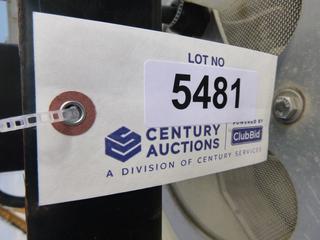 LOT NO
5481
CENTURY
AUCTIONS
POWERED BY
ClubBid
A DIVISION OF CENTURY SERVICES